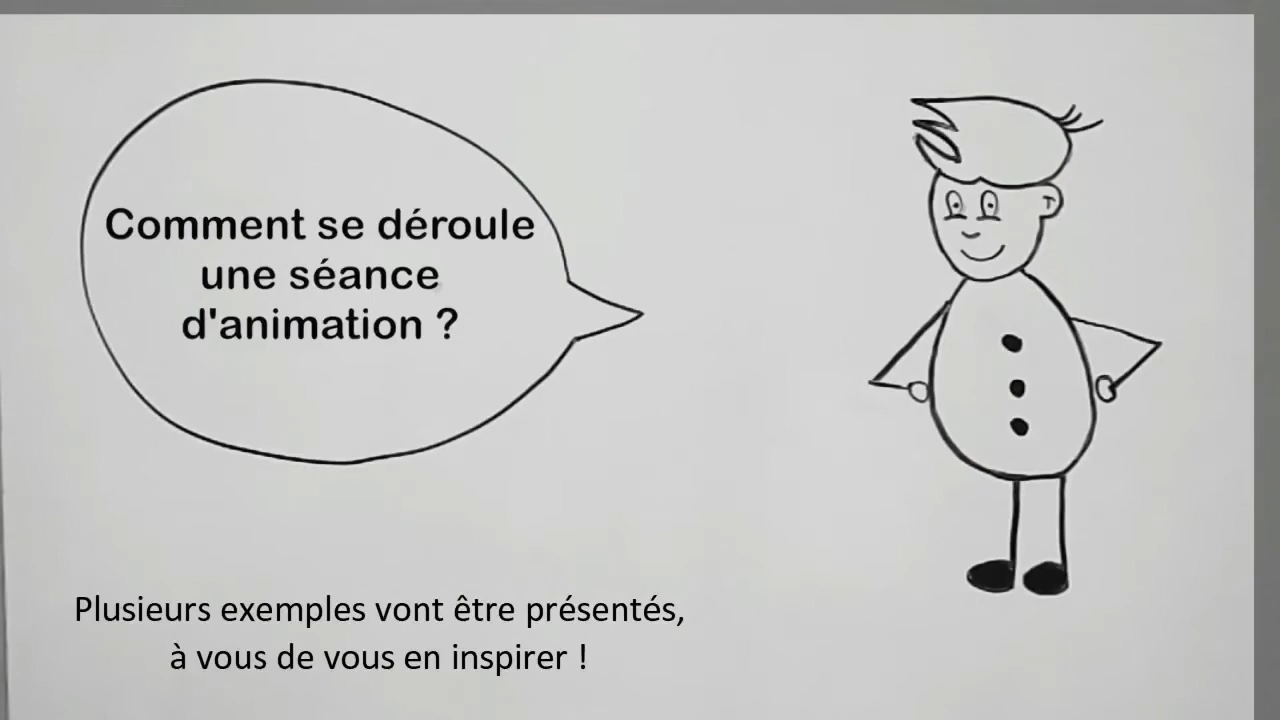 Comment se déroule
une séance
d'animation ?
Plusieurs exemples vont être présentés,
à vous de vous en inspirer !